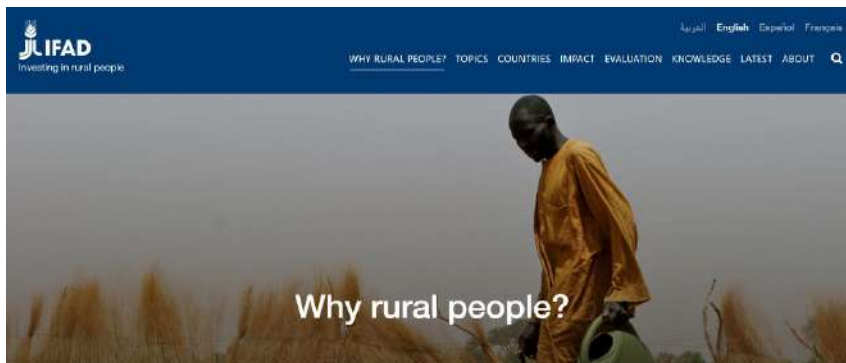 العربية English Español Français
IFAD
Investing in rural people
WHY RURAL PEOPLE? TOPICS COUNTRIES IMPACT EVALUATION KNOWLEDGE LATEST ABOUT
Why rural people?